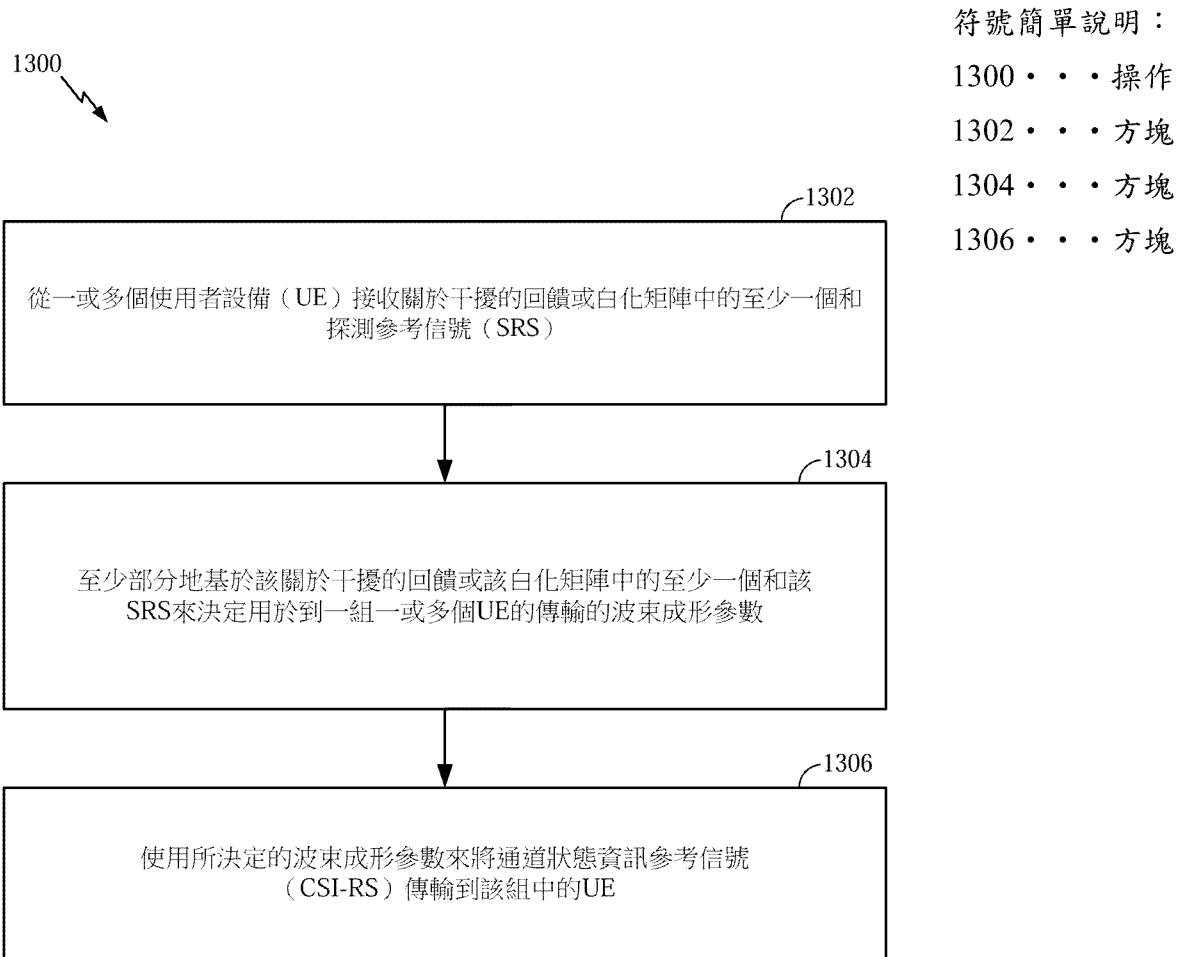 符號簡單說明：
1300・・・操作
1302・・・方塊
1304・・・方塊
1306・・・方塊
1300
1302
從一或多個使用者設備（UE）接收關於干擾的回饋或白化矩陣中的至少一個和
探測參考信號（SRS）
1304
至少部分地基於該關於干擾的回饋或該白化矩陣中的至少一個和該
SRS來決定用於到一組一或多個UE的傳輸的波束成形參數
1306
使用所決定的波束成形參數來將通道狀態資訊參考信號
（CSI-RS）傳輸到該組中的UE